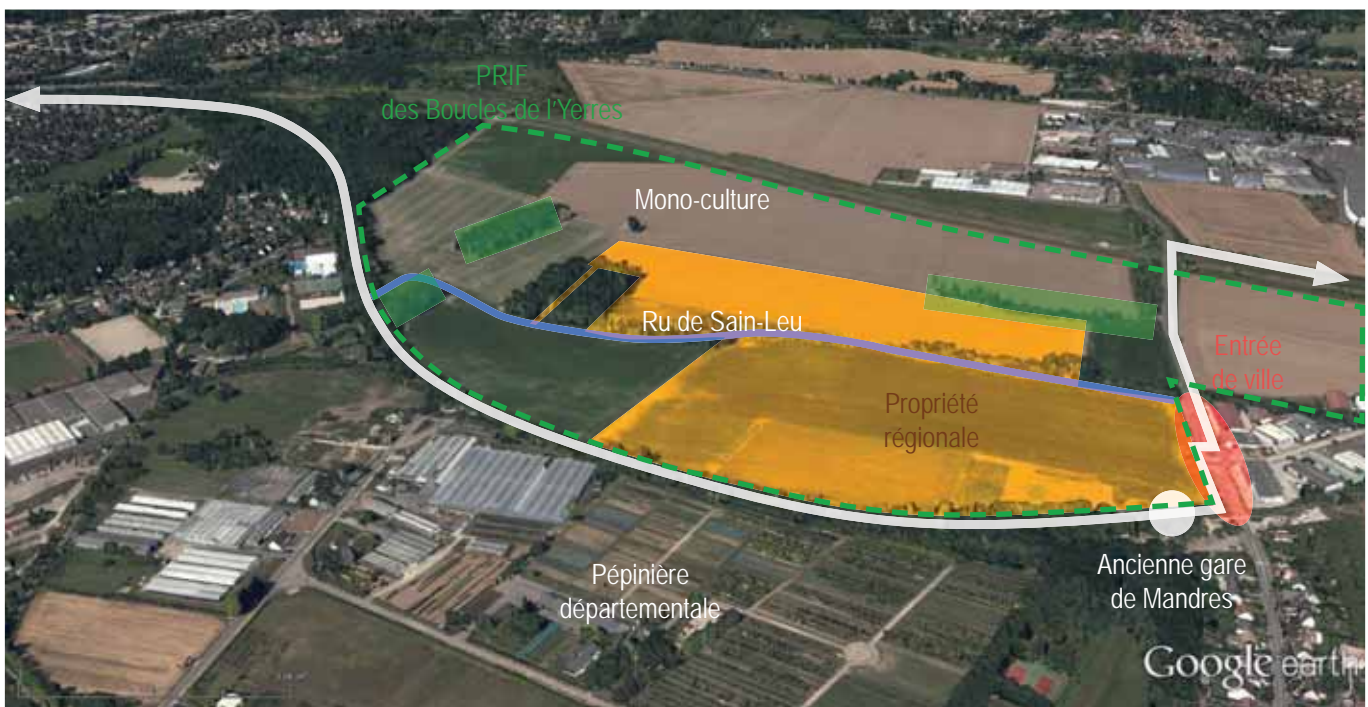 PRIF
des Boucles de l'Yerres
Mono-culture
Ru de Sain-Leu
Entrée
de ville
Propriété
régionale
Ancienne gare
de Mandres
Pépinière
départementale
Google earth